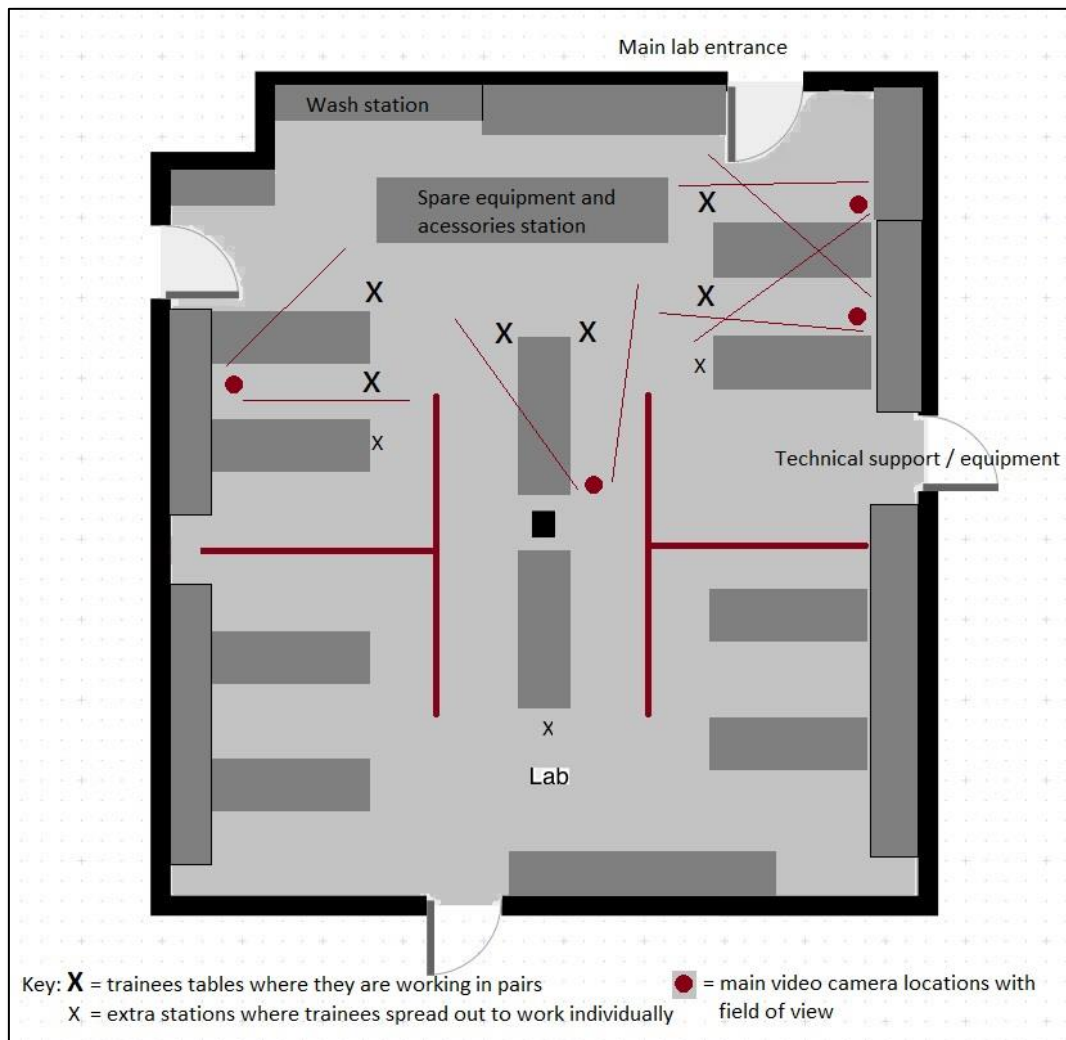 Main lab entrance
Wash station
Spare equipment and
acessories station
X
X
X
X
X
X
X
X
X
Technical support / equipment
X
Lab
Key: X = trainees tables where they are working in pairs
X = extra stations where trainees spread out to work individually
= main video camera locations with
field of view